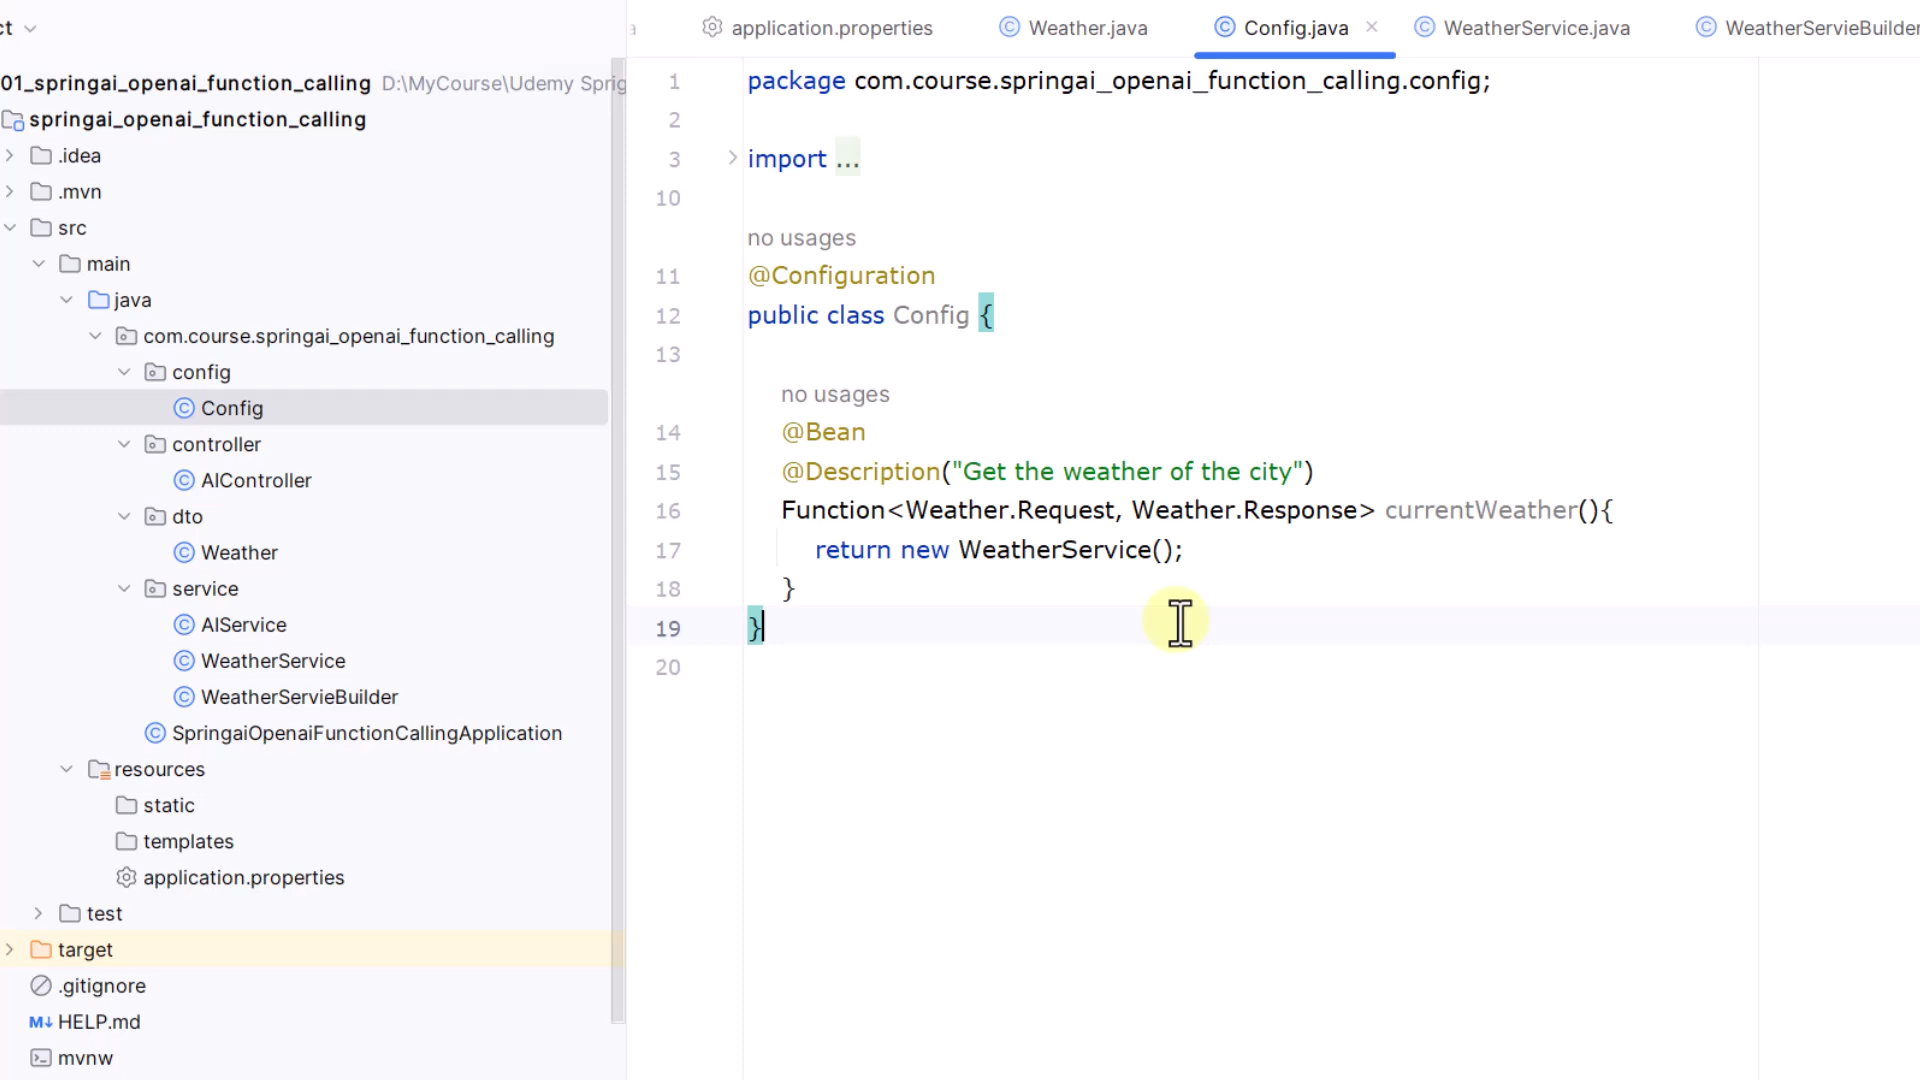 ct
01_springai_openai_function_calling D:\MyCourse\Udemy Sprig
springai_openai_function_calling
.idea
.mvn
src
main
java
com.course.springai_openai_function_calling
config
Config
controller
AIController
dto
Weather
service
AIService
WeatherService
WeatherServieBuilder
SpringaiOpenaiFunctionCallingApplication
resources
static
templates
application.properties
test
target
.gitignore
M↓ HELP.md
mvnw
a application.properties Weather.java Config.java WeatherService.java WeatherServieBuilder
1 package com.course.springai_openai_function_calling.config;
2
3 import ...
10
no usages
11 @Configuration
12 public class Config {
13
no usages
14 @Bean
15 @Description("Get the weather of the city")
16 Function<Weather.Request, Weather.Response> currentWeather(){
17 return new WeatherService();
18 }
19 }
20